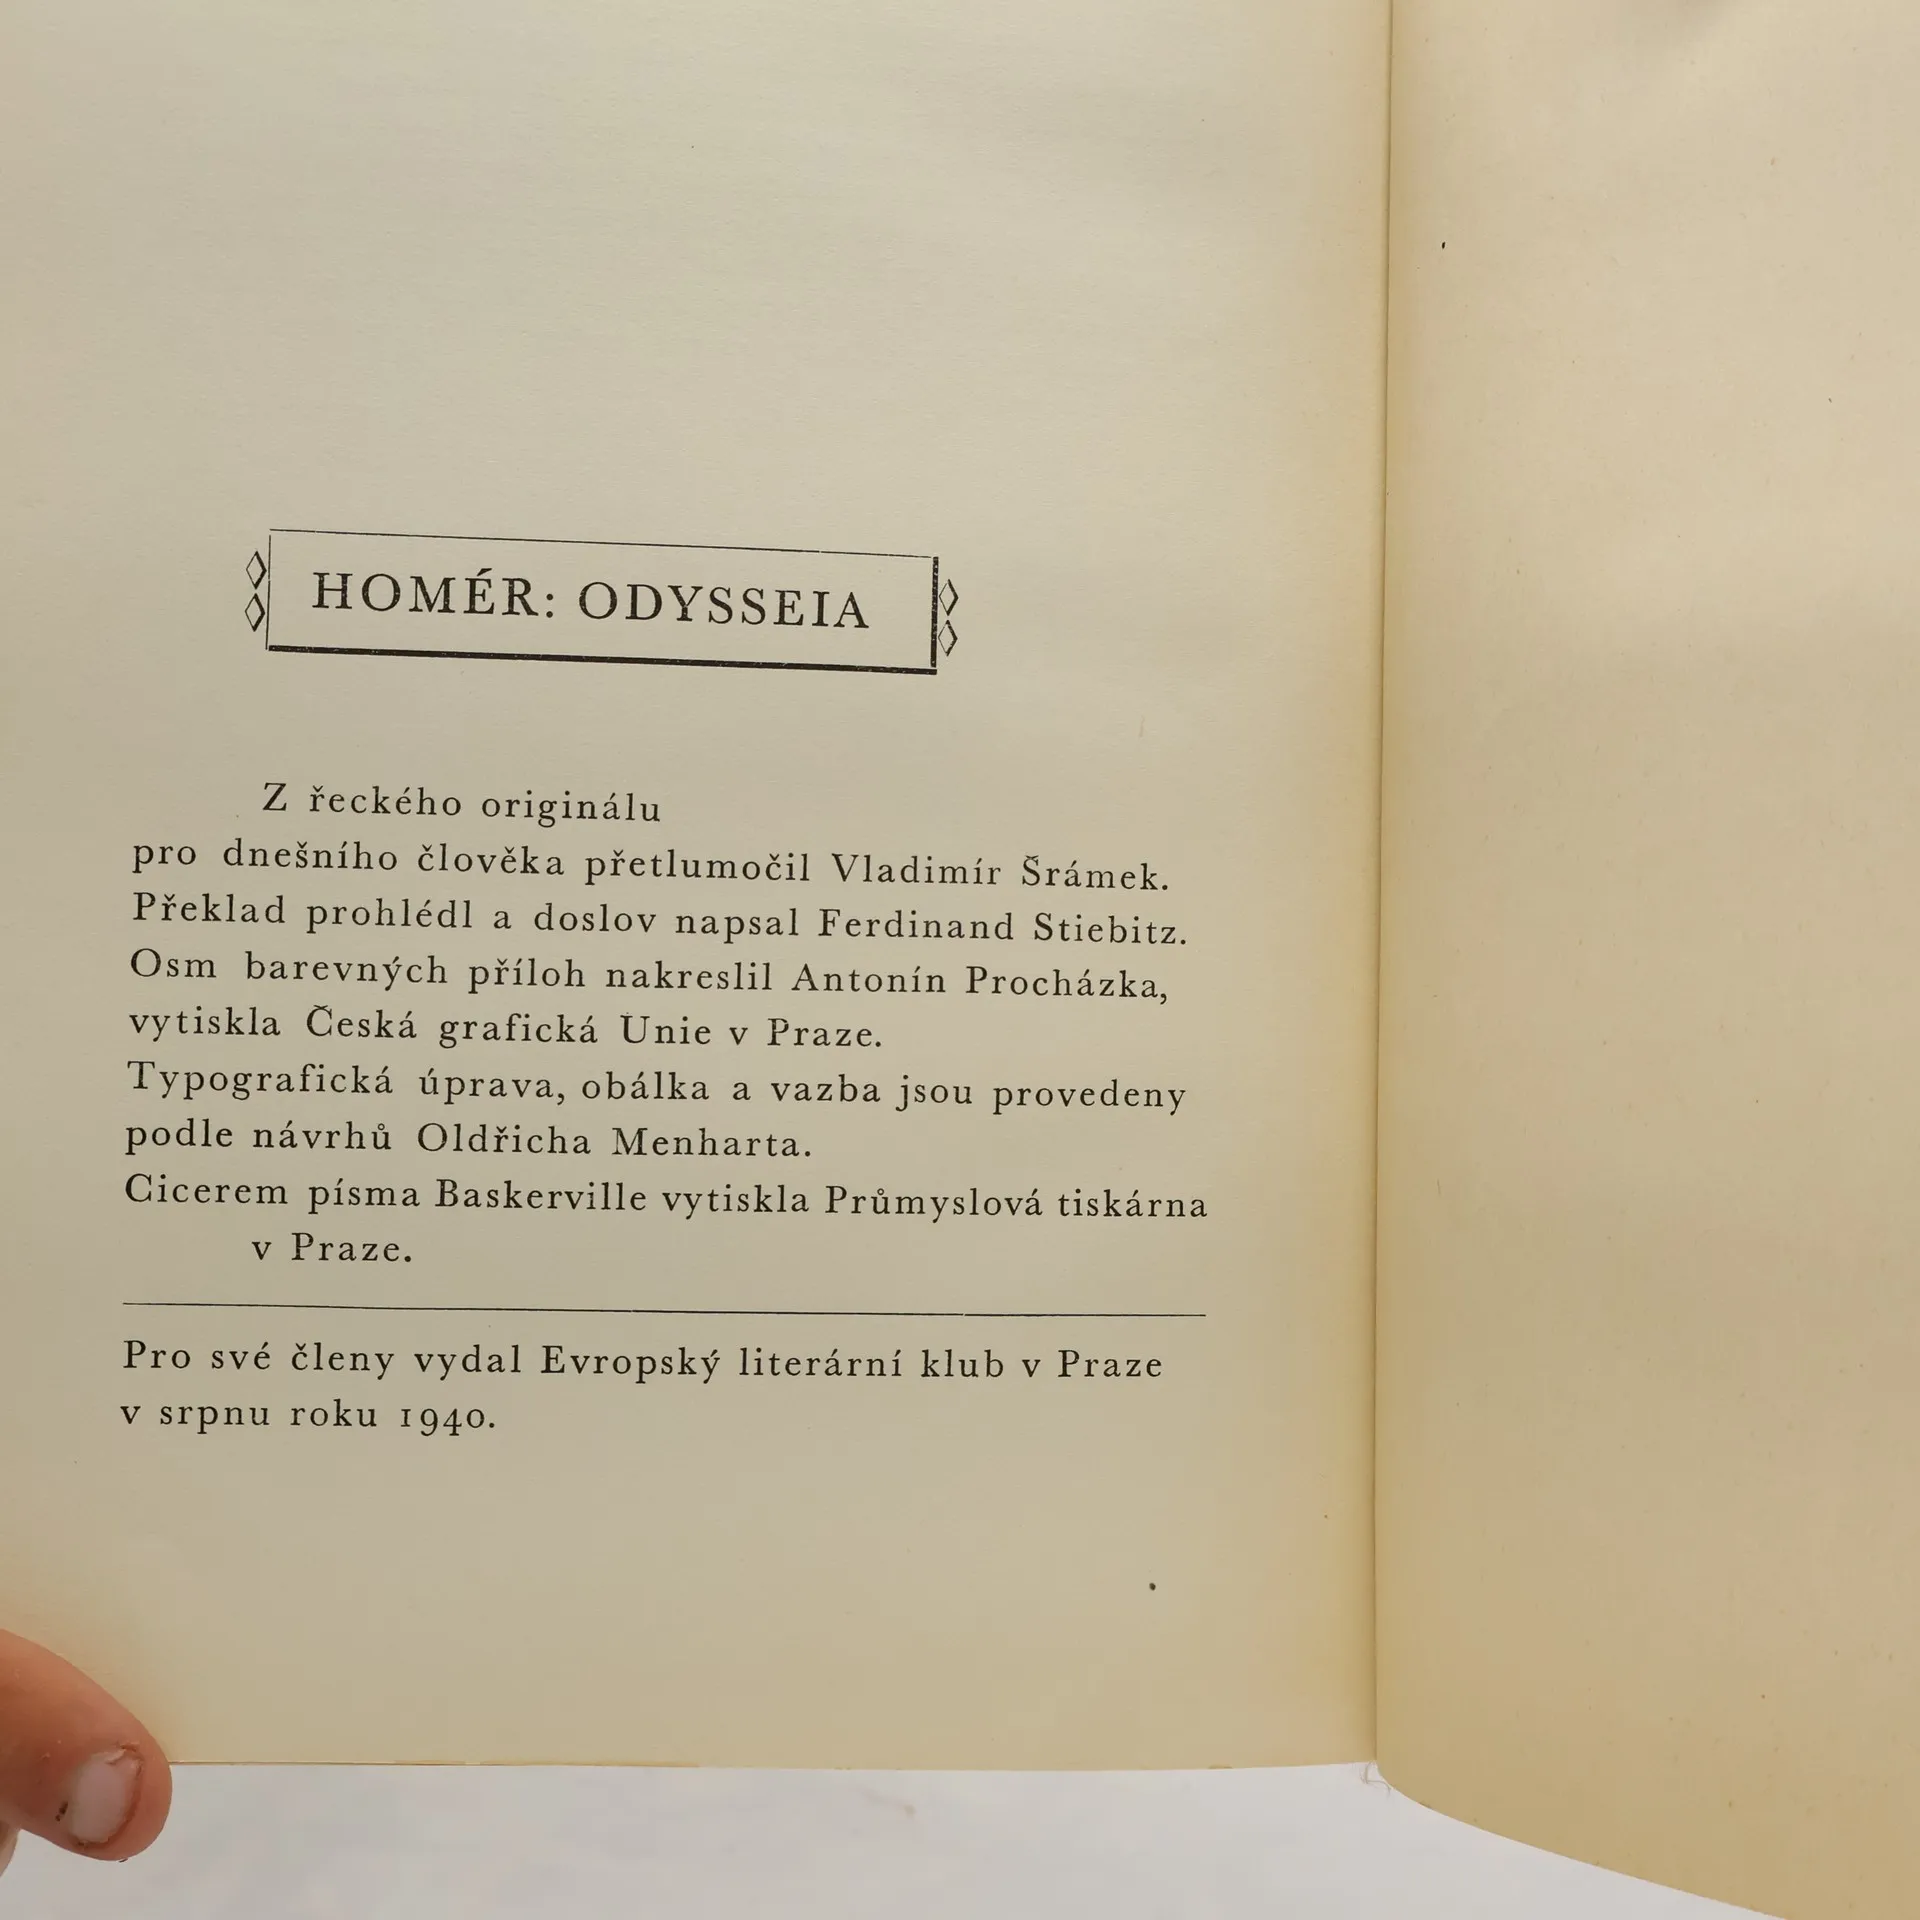 HOMÉR: ODYSSEIA
Z řeckého originálu
pro dnešního člověka přetlumočil Vladimír Šrámek.
Překlad prohlédl a doslov napsal Ferdinand Stiebitz.
Osm barevných příloh nakreslil Antonín Procházka,
vytiskla Česká grafická Unie v Praze.
Typografická úprava, obálka a vazba jsou provedeny
podle návrhů Oldřicha Menharta.
Cicerem písma Baskerville vytiskla Průmyslová tiskárna
v Praze.
Pro své členy vydal Evropský literární klub v Praze
v srpnu roku 1940.